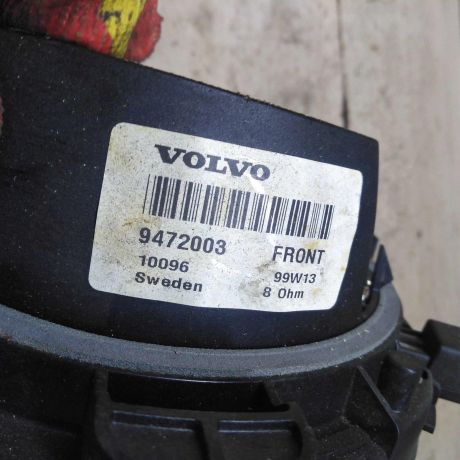 VOLVO
9472003 FRONT
10096 99W13
Sweden 8 Ohm